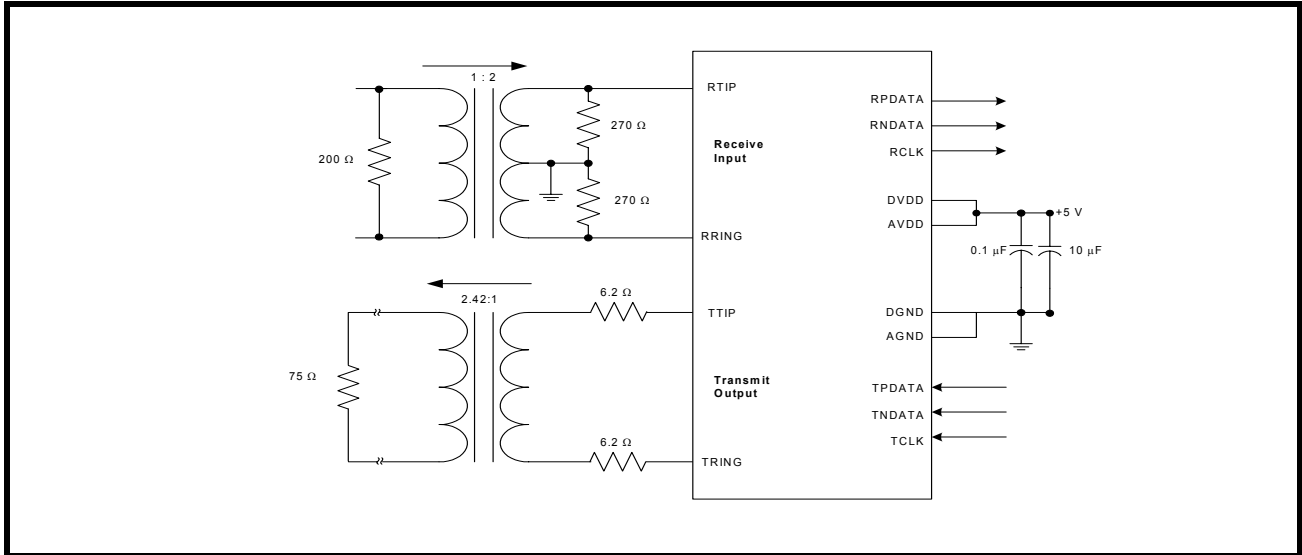 1 : 2
RTIP
270 Ω
200 Ω
Receive
Input
270 Ω
RRING
2.42:1
6.2 Ω
TTIP
75 Ω
Transmit
Output
6.2 Ω
TRING
RPDATA
RNDATA
RCLK
DVDD
AVDD
+5 V
0.1 μF
10 μF
DGND
AGND
TPDATA
TNDATA
TCLK